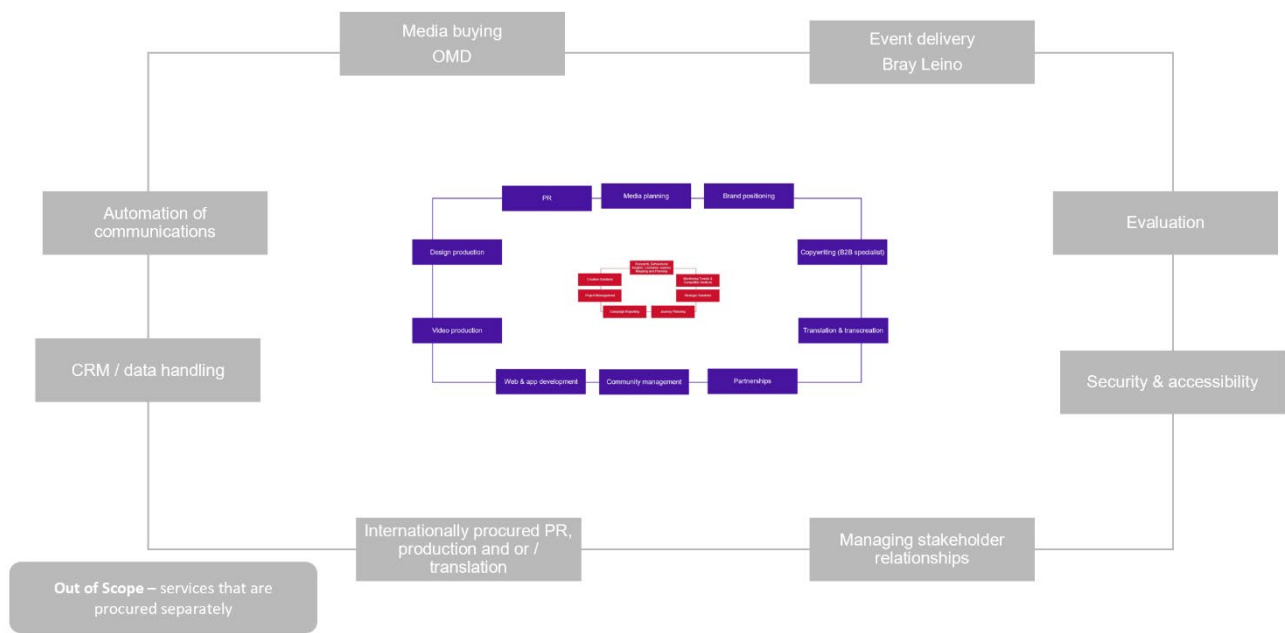 Media buying
OMD
Event delivery
Bray Leino
PR
Media planning
Brand positioning
Automation of
communications
Evaluation
Design production
Copywriting (B2B specialist)
Creative Solutions
Project Management
Strategic Solutions
Campaign Reporting
Journey Planning
Video production
Translation & transcreation
CRM / data handling
Security & accessibility
Web & app development
Community management
Partnerships
Internationally procured PR,
production and or /
translation
Managing stakeholder
relationships
Out of Scope – services that are
procured separately